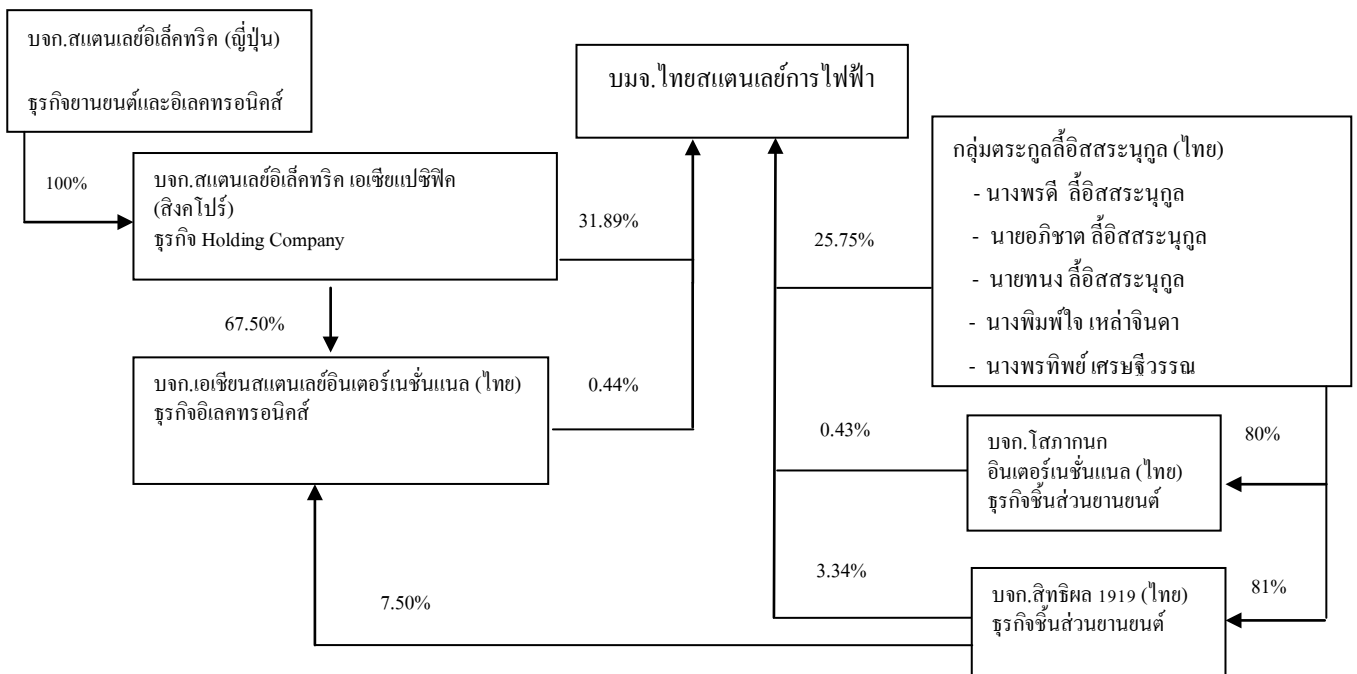 บจก.สแตนเลย์อิเล็คทริค (ญี่ปุ่น)
ธุรกิจยานยนต์และอิเลคทรอนิคส์
บมจ.ไทยสแตนเลย์การไฟฟ้า
กลุ่มตระกูลลี้อิสสระนุกูล (ไทย)
- นางพรดี ลี้อิสสระนุกูล
- นายอภิชาต ลี้อิสสระนุกูล
- นายทนง ลี้อิสสระนุกูล
- นางพิมพ์ใจ เหล่าจินดา
- นางพรทิพย์ เศรษฐีวรรณ
100%
บจก.สแตนเลย์อิเล็คทริค เอเซียแปซิฟิค
(สิงคโปร์)
ธุรกิจ Holding Company
31.89%
25.75%
67.50%
บจก.เอเชียนสแตนเลย์อินเตอร์เนชั่นแนล (ไทย)
ธุรกิจอิเลคทรอนิคส์
0.44%
0.43%
บจก.โสภากนก
อินเตอร์เนชั่นแนล (ไทย)
ธุรกิจชิ้นส่วนยานยนต์
80%
3.34%
7.50%
บจก.สิทธิผล 1919 (ไทย)
ธุรกิจชิ้นส่วนยานยนต์
81%